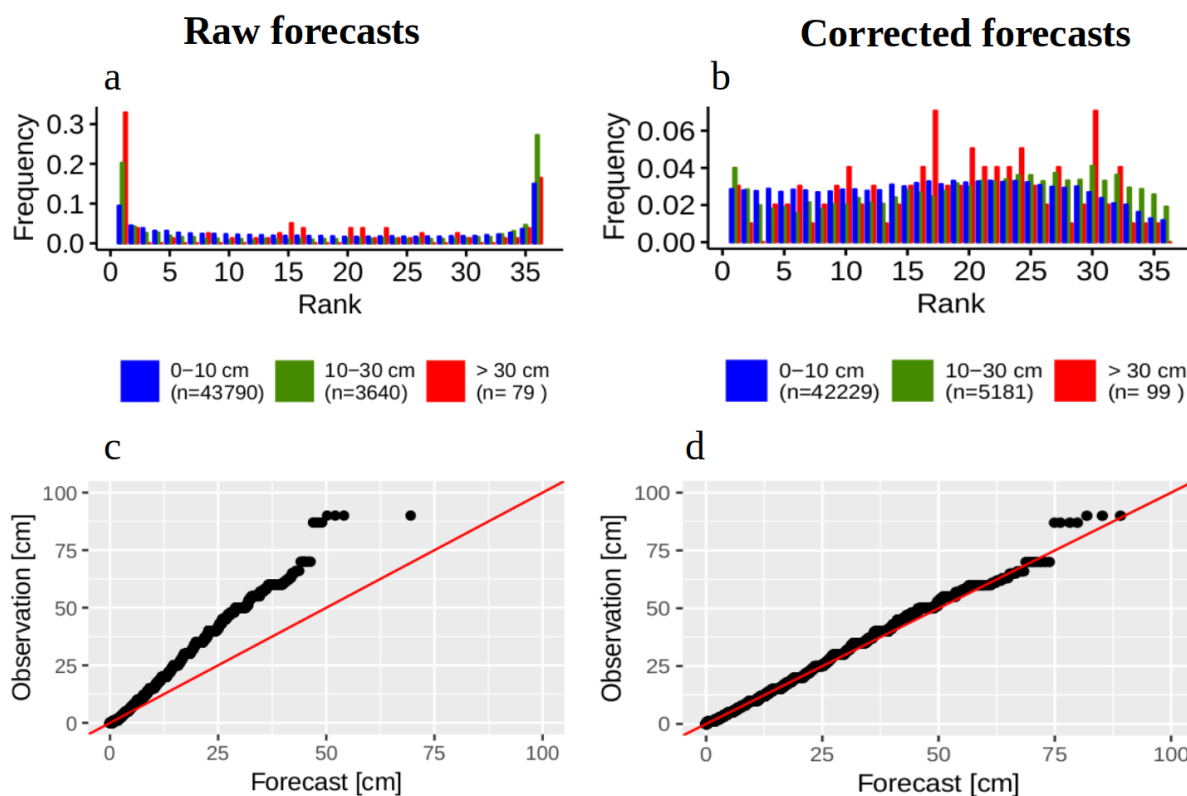 Raw forecasts
Corrected forecasts
a
Frequency
0.3
0.2
0.1
0.0
0 5 10 15 20 25 30 35
Rank
b
Frequency
0.06
0.04
0.02
0.00
0 5 10 15 20 25 30 35
Rank
0−10 cm
(n=43790)
10−30 cm
(n=3640)
> 30 cm
(n= 79 )
0−10 cm
(n=42229)
10−30 cm
(n=5181)
> 30 cm
(n= 99 )
c
Observation [cm]
100
75
50
25
0
0 25 50 75 100
Forecast [cm]
d
Observation [cm]
100
75
50
25
0
0 25 50 75 100
Forecast [cm]